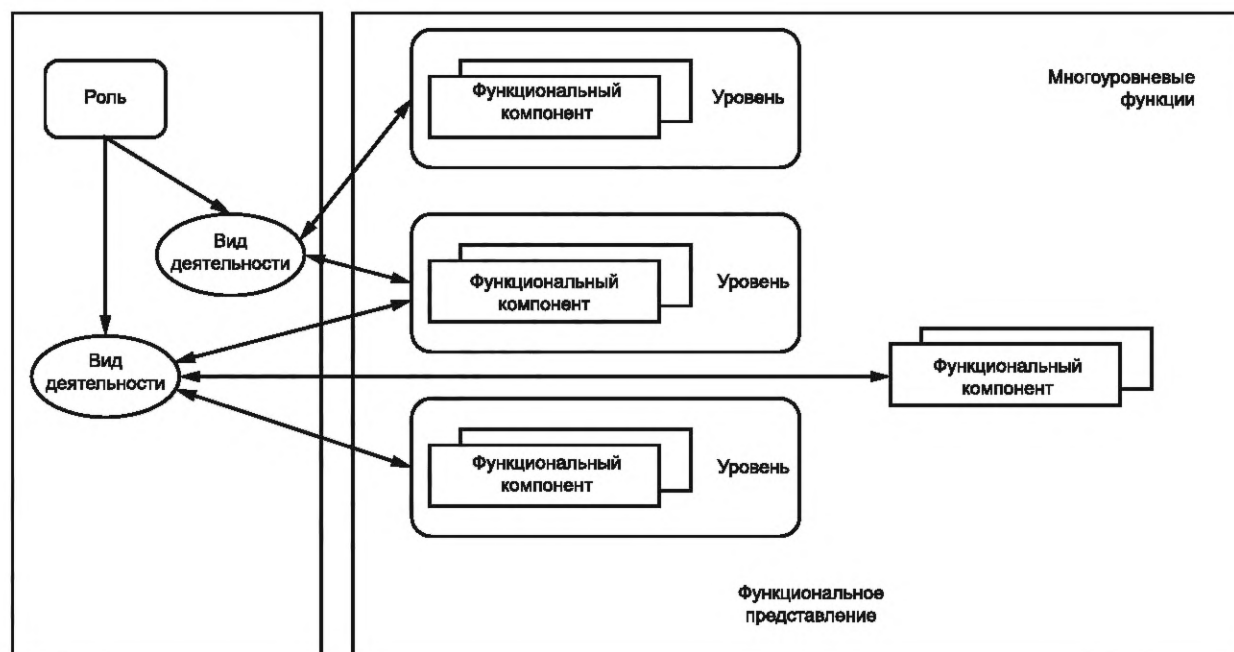 Роль
Вид
деятельности
Вид
деятельности
Функциональный
компонент
Уровень
Многоуровневые
функции
Функциональный
компонент
Уровень
Функциональный
компонент
Функциональный
компонент
Уровень
Функциональное
представление